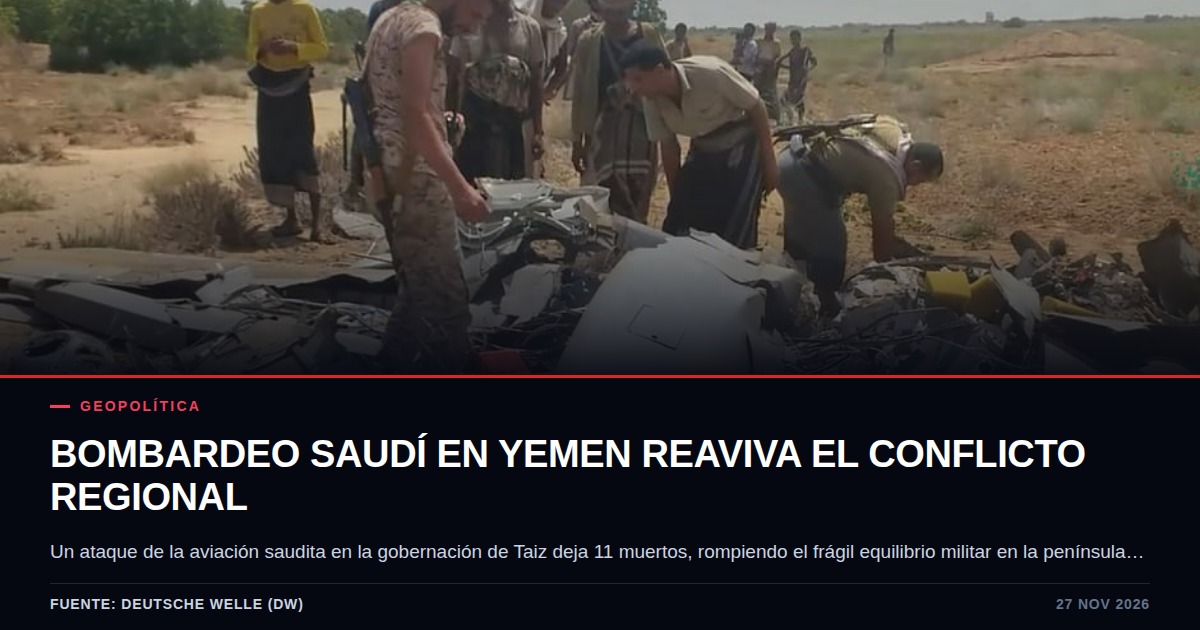 GEOPOLÍTICA
BOMBARDEO SAUDÍ EN YEMEN REAVIVA EL CONFLICTO
REGIONAL
Un ataque de la aviación saudita en la gobernación de Taiz deja 11 muertos, rompiendo el frágil equilibrio militar en la península…
FUENTE: DEUTSCHE WELLE (DW)
27 NOV 2026